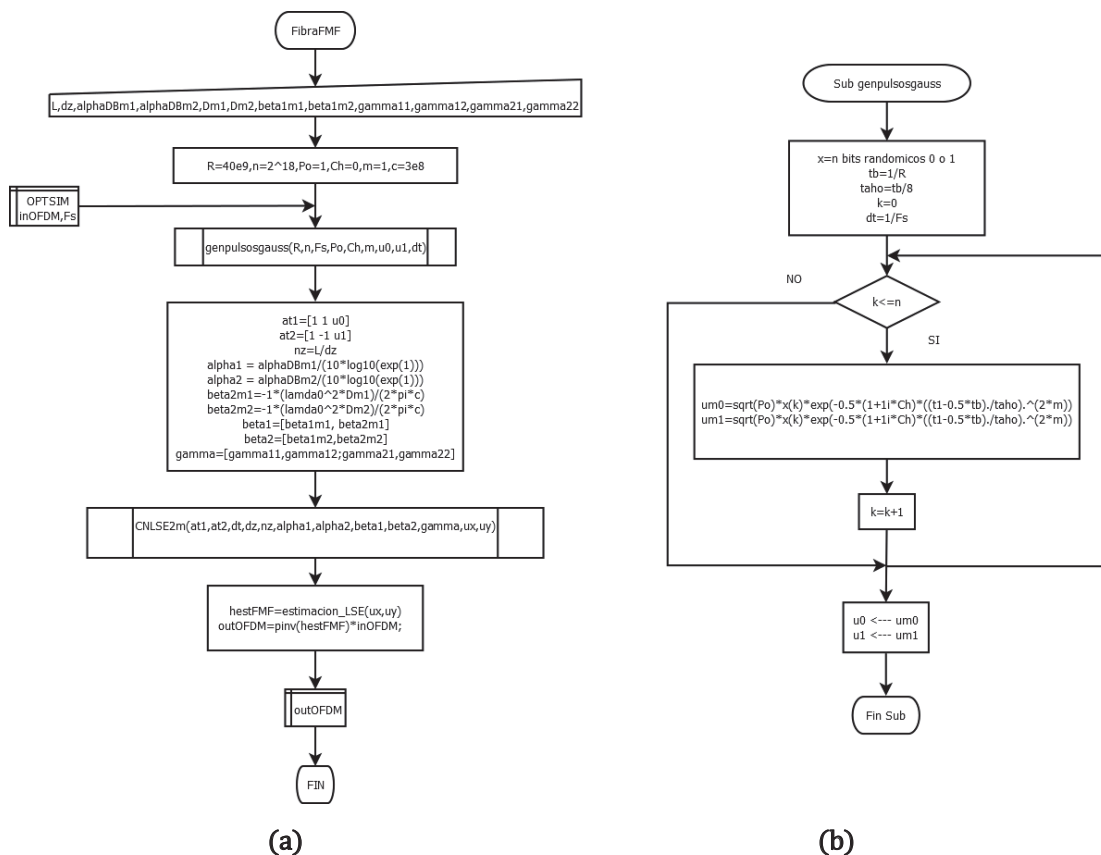 FibraFMF
L,dz,alphaDBm1,alphaDBm2,Dm1,Dm2,beta1m1,beta1m2,gamma11,gamma12,gamma21,gamma22
R=40e9,n=2^18,Po=1,Ch=0,m=1,c=3e8
OPTSIM
inOFDM,Fs
genpulsosgauss(R,n,Fs,Po,Ch,m,u0,u1,dt)
at1=[1 1 u0]
at2=[1 -1 u1]
nz=L/dz
alpha1 = alphaDBm1/(10*log10(exp(1)))
alpha2 = alphaDBm2/(10*log10(exp(1)))
beta2m1=-1*(lamda0^2*Dm1)/(2*pi*c)
beta2m2=-1*(lamda0^2*Dm2)/(2*pi*c)
beta1=[beta1m1, beta2m1]
beta2=[beta1m2,beta2m2]
gamma=[gamma11,gamma12;gamma21,gamma22]
CNLSE2m(at1,at2,dt,dz,nz,alpha1,alpha2,beta1,beta2,gamma,ux,uy)
hestFMF=estimacion_LSE(ux,uy)
outOFDM=pinv(hestFMF)*inOFDM;
outOFDM
FIN
(a)
Sub genpulsosgauss
x=n bits randomicos 0 o 1
tb=1/R
taho=tb/8
k=0
dt=1/Fs
NO
k<=n
SI
um0=sqrt(Po)*x(k)*exp(-0.5*(1+1i*Ch)*((t1-0.5*tb)./taho).^(2*m))
um1=sqrt(Po)*x(k)*exp(-0.5*(1+1i*Ch)*((t1-0.5*tb)./taho).^(2*m))
k=k+1
u0 <--- um0
u1 <--- um1
Fin Sub
(b)